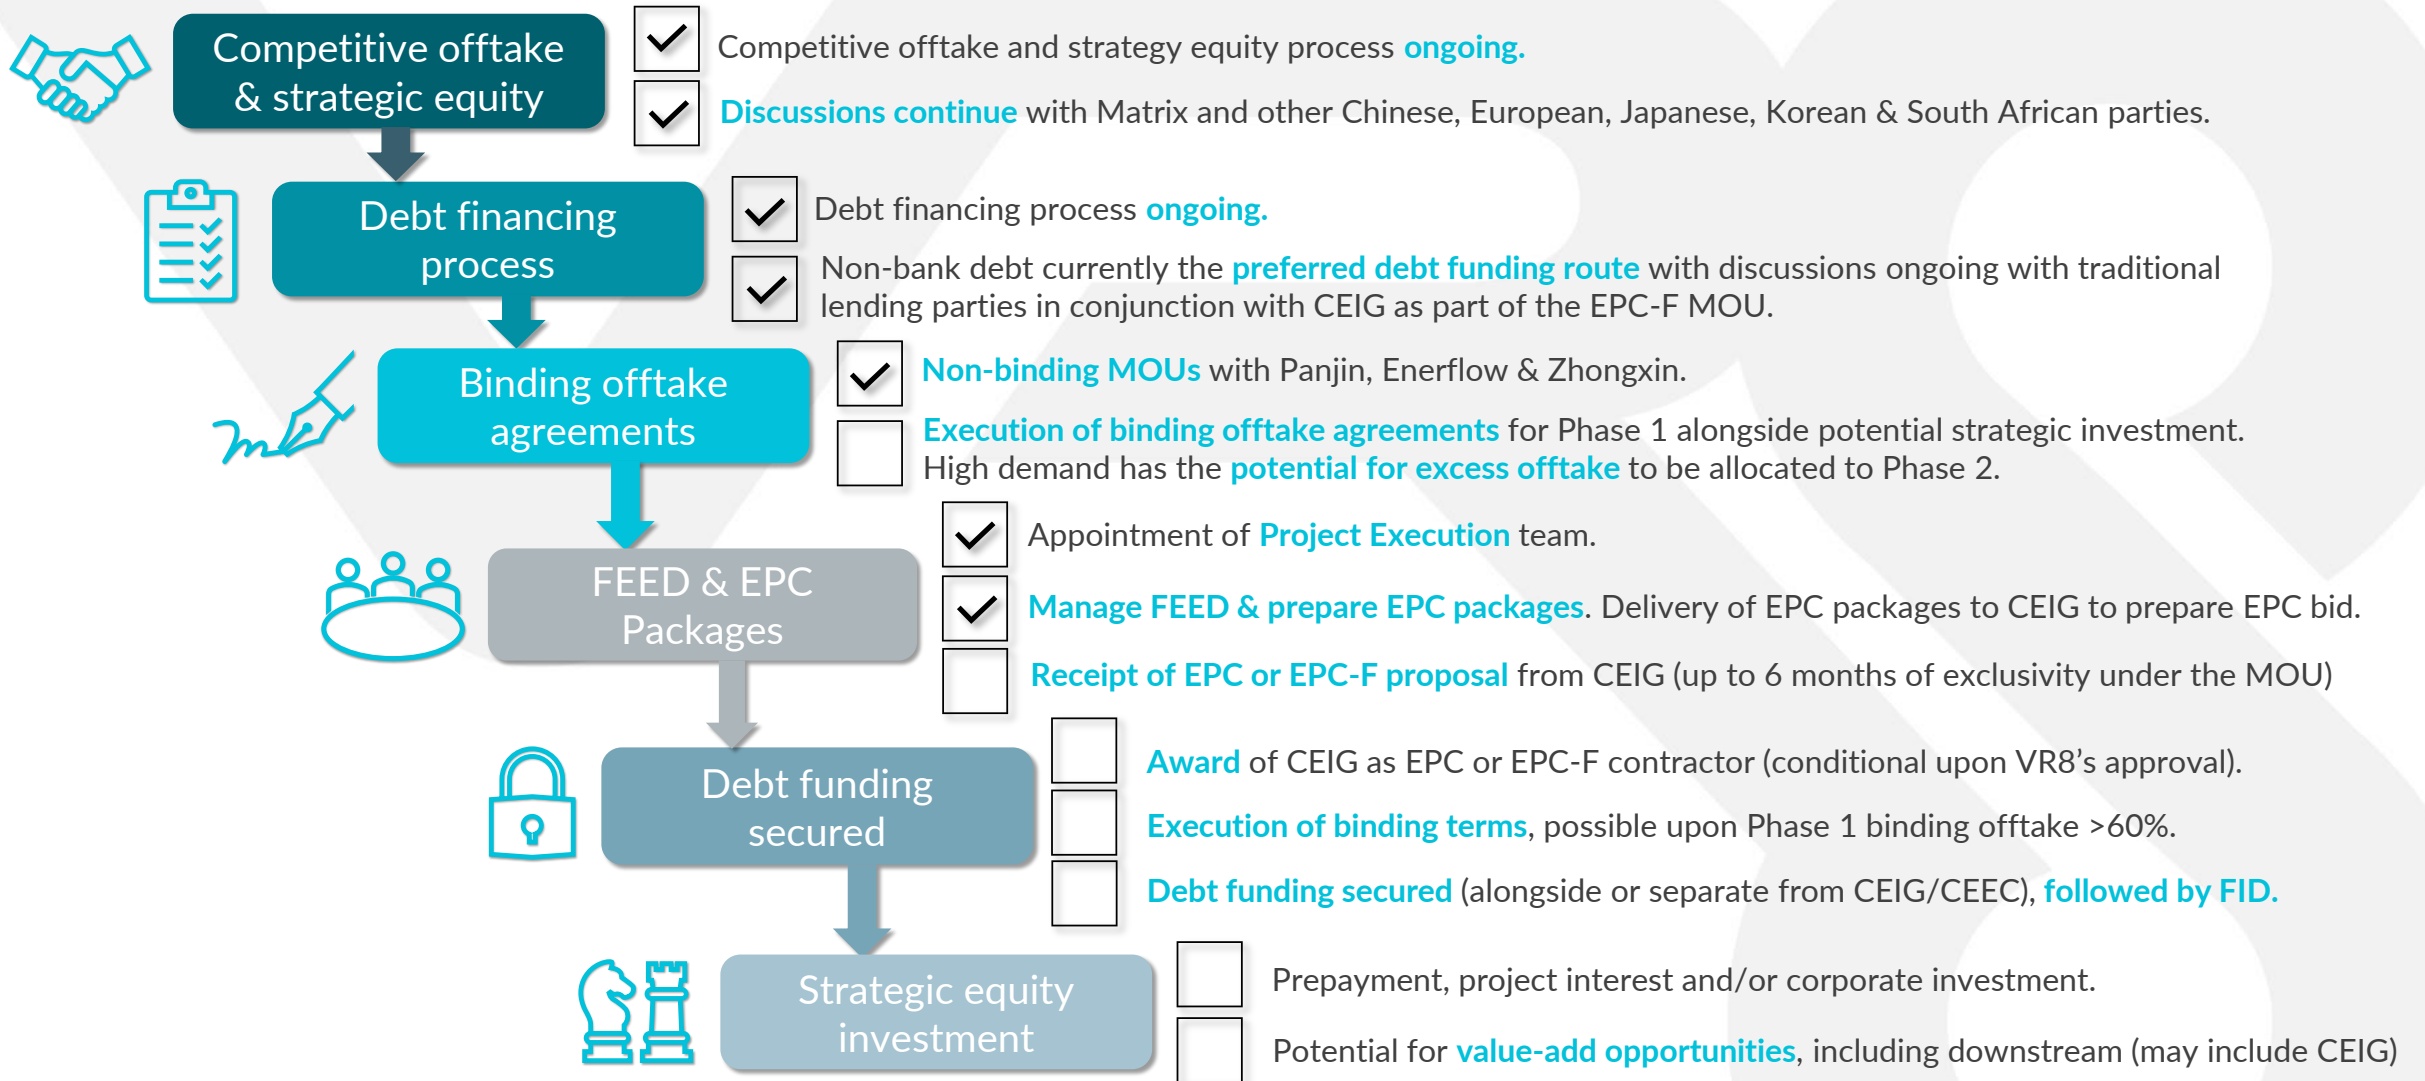 Competitive offtake
& strategic equity
Competitive offtake and strategy equity process ongoing.
Discussions continue with Matrix and other Chinese, European, Japanese, Korean & South African parties.
Debt financing
process
Debt financing process ongoing.
Non-bank debt currently the preferred debt funding route with discussions ongoing with traditional
lending parties in conjunction with CEIG as part of the EPC-F MOU.
Binding offtake
agreements
Non-binding MOUs with Panjin, Enerflow & Zhongxin.
Execution of binding offtake agreements for Phase 1 alongside potential strategic investment.
High demand has the potential for excess offtake to be allocated to Phase 2.
FEED & EPC
Packages
Appointment of Project Execution team.
Manage FEED & prepare EPC packages. Delivery of EPC packages to CEIG to prepare EPC bid.
Receipt of EPC or EPC-F proposal from CEIG (up to 6 months of exclusivity under the MOU)
Debt funding
secured
Award of CEIG as EPC or EPC-F contractor (conditional upon VR8's approval).
Execution of binding terms, possible upon Phase 1 binding offtake >60%.
Debt funding secured (alongside or separate from CEIG/CEEC), followed by FID.
Strategic equity
investment
Prepayment, project interest and/or corporate investment.
Potential for value-add opportunities, including downstream (may include CEIG)